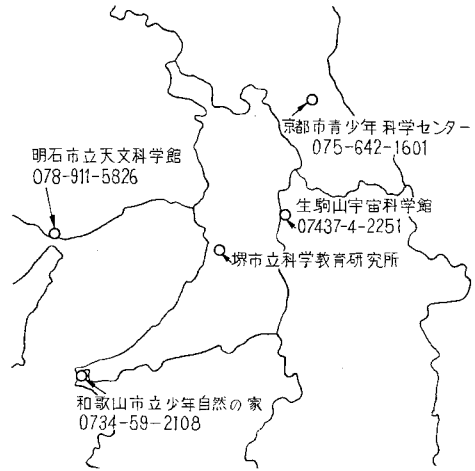 京都市青少年科学センター
075-642-1601
明石市立天文科学館
078-911-5826
生駒山宇宙科学館
07437-4-2251
堺市立科学教育研究所
和歌山市立少年自然の家
0734-59-2108